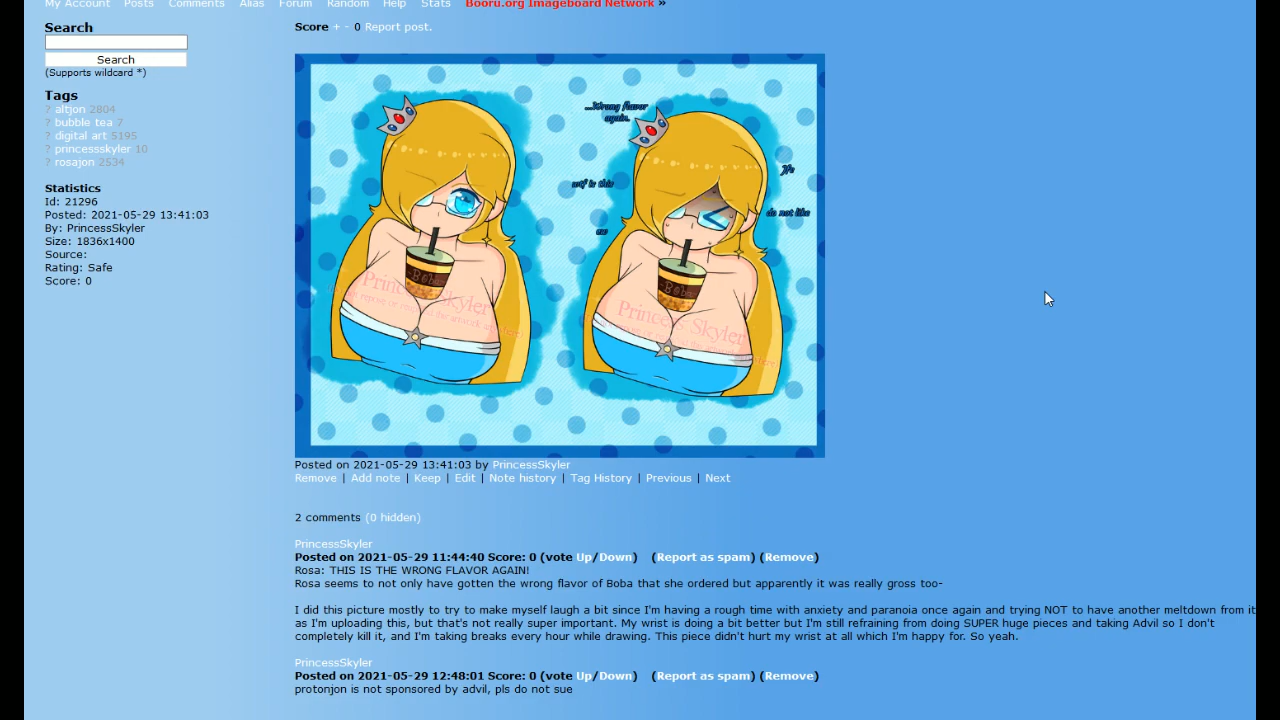 My Account Posts Comments Alias Forum Random Help Stats Booru.org Imageboard Network »
Search
Search
(Supports wildcard *)
Tags
? altjon 2804
? bubble tea 7
? digital art 5195
? princessskyler 10
? rosajon 2534
Statistics
Id: 21296
Posted: 2021-05-29 13:41:03
By: PrincessSkyler
Size: 1836x1400
Source:
Rating: Safe
Score: 0
Score + - 0 Report post.
...Wrong flavor
again.
wtf is this
do not like
ew
Boba
Princess Skyler
Boba
Princess Skyler
Posted on 2021-05-29 13:41:03 by PrincessSkyler
Remove | Add note | Keep | Edit | Note history | Tag History | Previous | Next
2 comments (0 hidden)
PrincessSkyler
Posted on 2021-05-29 11:44:40 Score: 0 (vote Up/Down) (Report as spam) (Remove)
Rosa: THIS IS THE WRONG FLAVOR AGAIN!
Rosa seems to not only have gotten the wrong flavor of Boba that she ordered but apparently it was really gross too-
I did this picture mostly to try to make myself laugh a bit since I'm having a rough time with anxiety and paranoia once again and trying NOT to have another meltdown from it
as I'm uploading this, but that's not really super important. My wrist is doing a bit better but I'm still refraining from doing SUPER huge pieces and taking Advil so I don't
completely kill it, and I'm taking breaks every hour while drawing. This piece didn't hurt my wrist at all which I'm happy for. So yeah.
PrincessSkyler
Posted on 2021-05-29 12:48:01 Score: 0 (vote Up/Down) (Report as spam) (Remove)
protonjon is not sponsored by advil, pls do not sue